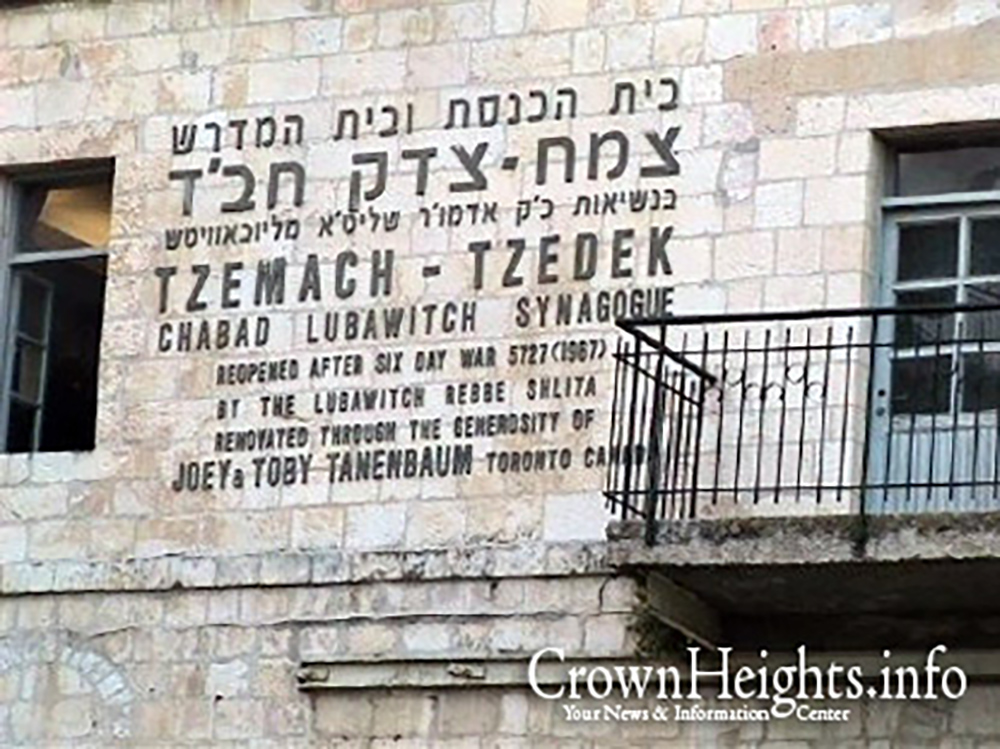 בית הכנסת ובית המדרש
צמח-צדק חב'ד
בנשיאות כ'ק אדמו'ר שליט'א מליובאוויטש
TZEMACH - TZEDEK
CHABAD LUBAWITCH SYNAGOGUE
REOPENED AFTER SIX DAY WAR 5727 (1967)
BY THE LUBAWITCH REBBE SHLITA
RENOVATED THROUGH THE GENEROSITY OF
JOEY & TOBY TANENBAUM TORONTO CANADA
CrownHeights.info
Your News & Information Center